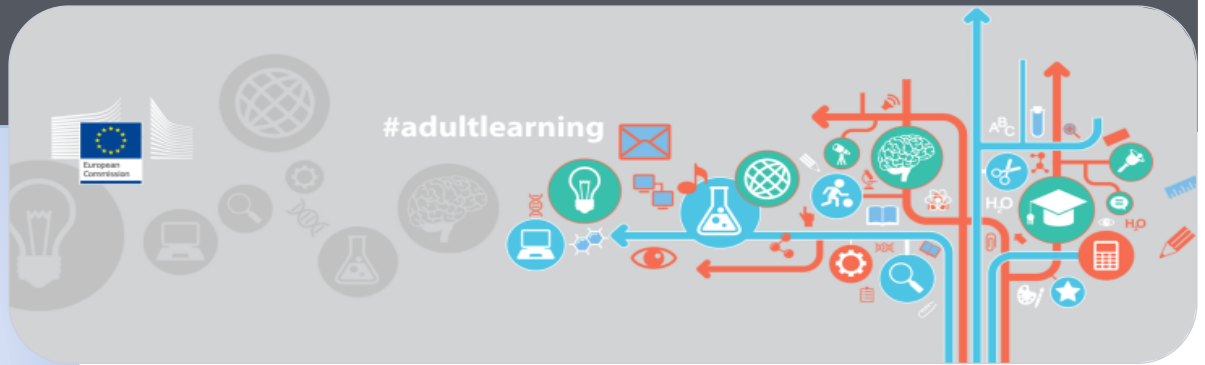 #adultlearning
European
Commission
ABC
H₂O
H₂O